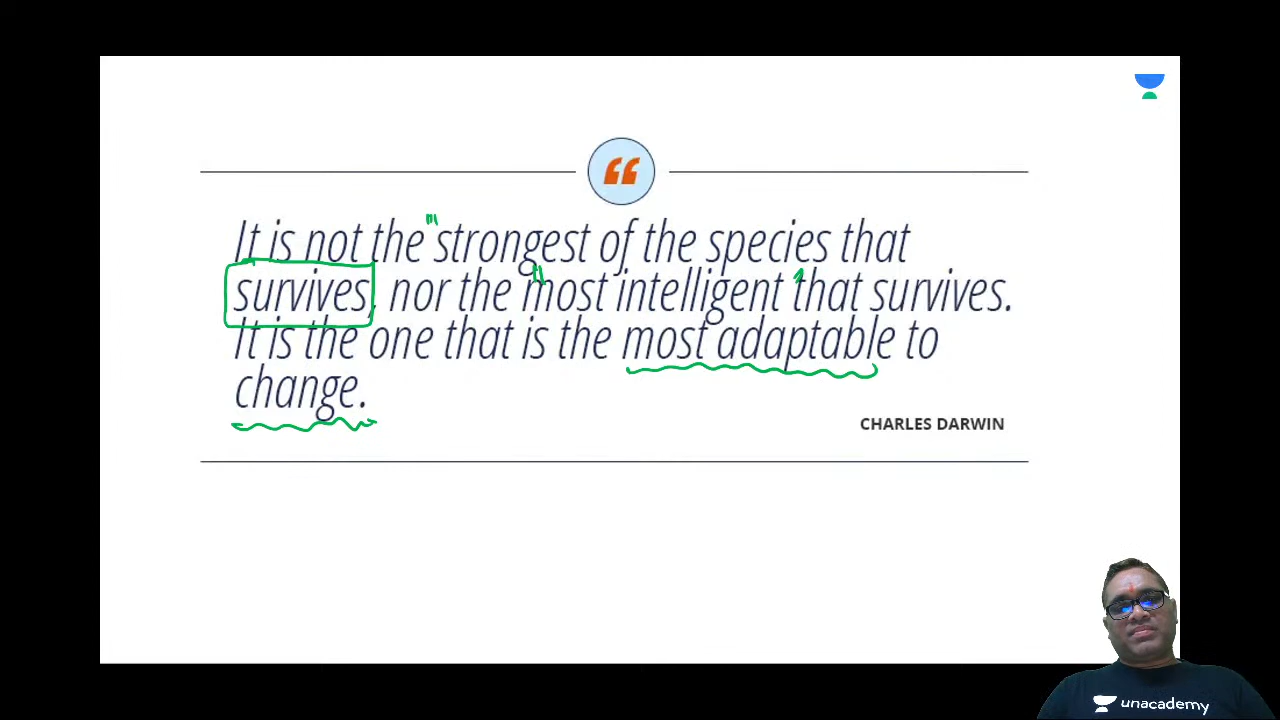 “
It is not the strongest of the species that
survives, nor the most intelligent that survives.
It is the one that is the most adaptable to
change.
CHARLES DARWIN
unacademy